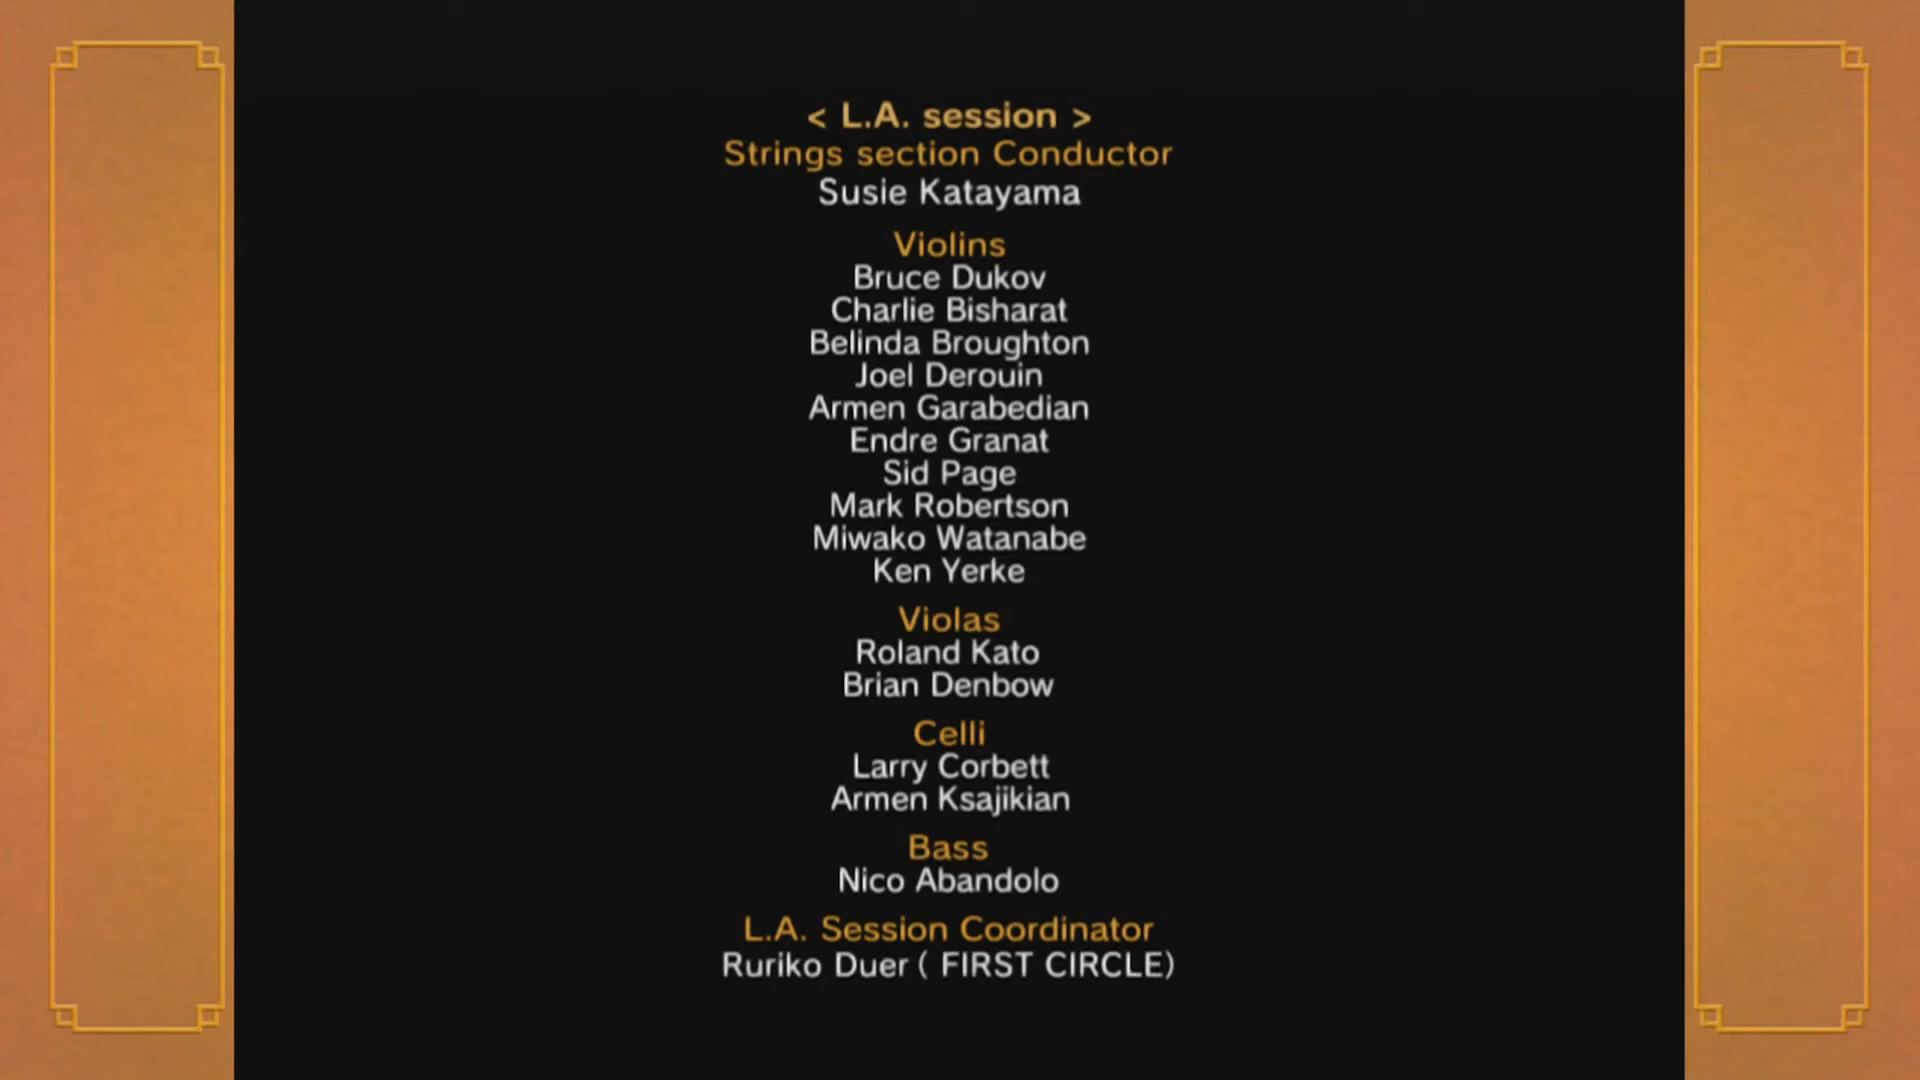 < L.A. session >
Strings section Conductor
Susie Katayama
Violins
Bruce Dukov
Charlie Bisharat
Belinda Broughton
Joel Derouin
Armen Garabedian
Endre Granat
Sid Page
Mark Robertson
Miwako Watanabe
Ken Yerke
Violas
Roland Kato
Brian Denbow
Celli
Larry Corbett
Armen Ksajikian
Bass
Nico Abandolo
L.A. Session Coordinator
Ruriko Duer ( FIRST CIRCLE)